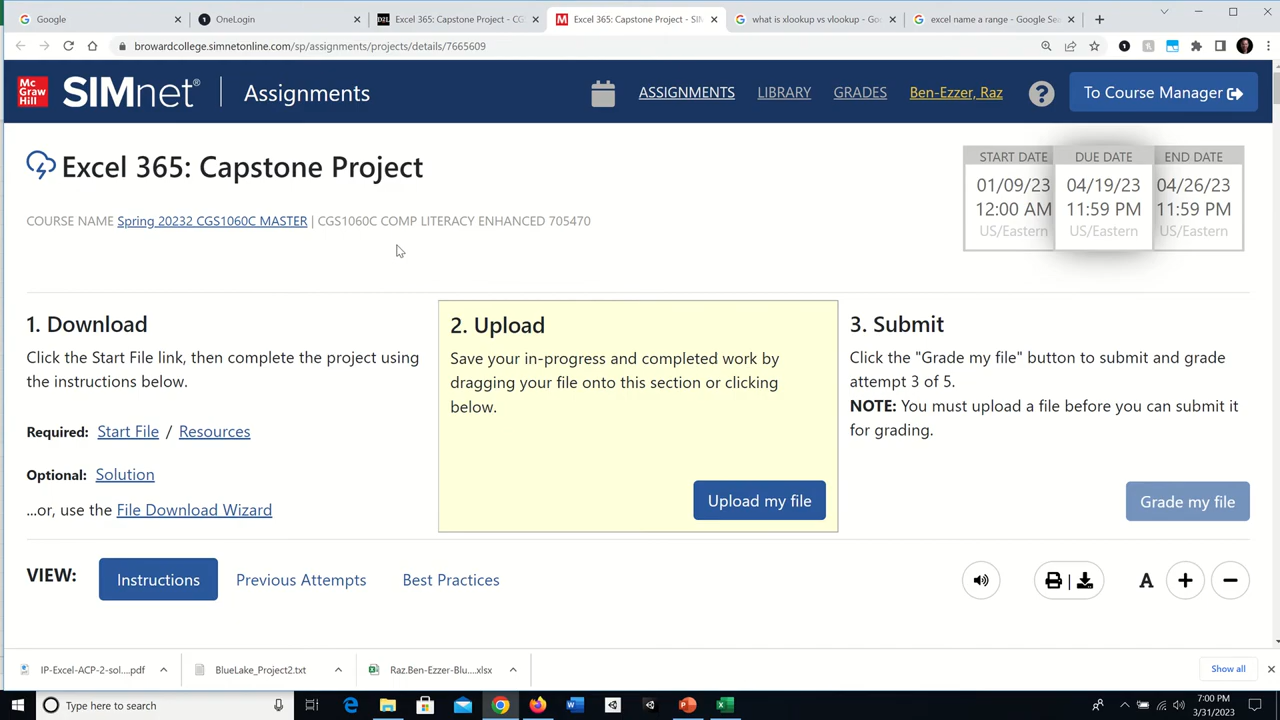 Google
OneLogin
Excel 365: Capstone Project - CG
Excel 365: Capstone Project - SIM
what is xlookup vs vlookup - Goo
excel name a range - Google Sea
browardcollege.simnetonline.com/sp/assignments/projects/details/7665609
Mc Graw Hill
SIMnet®
Assignments
ASSIGNMENTS
LIBRARY
GRADES
Ben-Ezzer, Raz
?
To Course Manager
Excel 365: Capstone Project
START DATE
DUE DATE
END DATE
01/09/23
04/19/23
04/26/23
12:00 AM
11:59 PM
11:59 PM
US/Eastern
US/Eastern
US/Eastern
COURSE NAME Spring 20232 CGS1060C MASTER | CGS1060C COMP LITERACY ENHANCED 705470
1. Download
Click the Start File link, then complete the project using
the instructions below.
Required: Start File / Resources
Optional: Solution
...or, use the File Download Wizard
2. Upload
Save your in-progress and completed work by
dragging your file onto this section or clicking
below.
Upload my file
3. Submit
Click the "Grade my file" button to submit and grade
attempt 3 of 5.
NOTE: You must upload a file before you can submit it
for grading.
Grade my file
VIEW:
Instructions
Previous Attempts
Best Practices
A
IP-Excel-ACP-2-sol....pdf
BlueLake_Project2.txt
Raz.Ben-Ezzer-Blu....xlsx
Show all
Type here to search
7:00 PM
3/31/2023